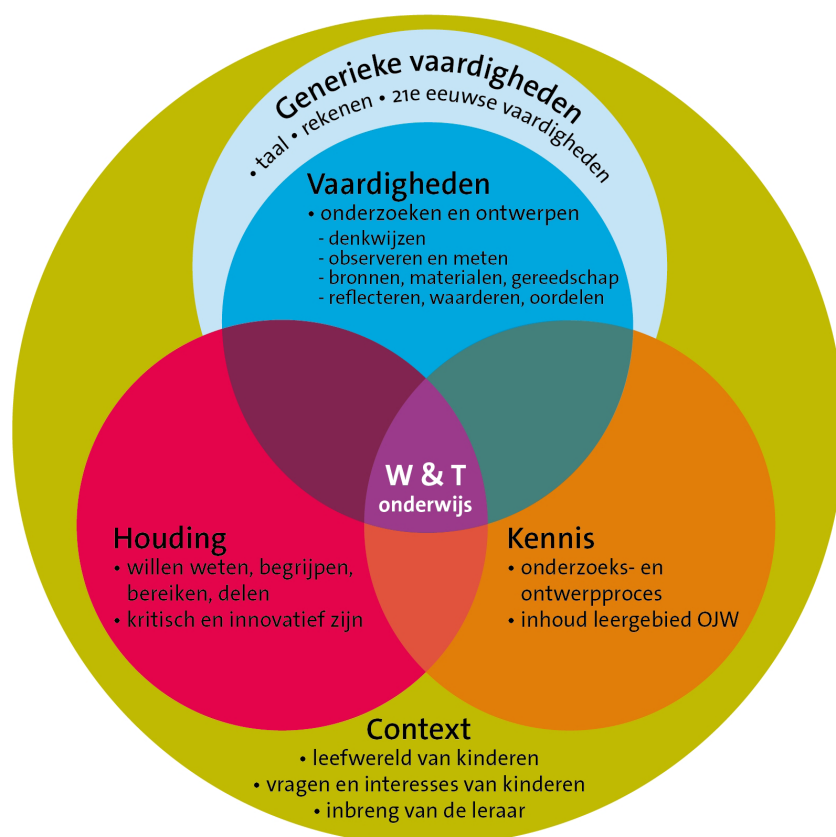 Generieke vaardigheden
• taal • rekenen • 21e eeuwse vaardigheden
Vaardigheden
• onderzoeken en ontwerpen
- denkwijzen
- observeren en meten
- bronnen, materialen, gereedschap
- reflecteren, waarderen, oordelen
W & T
onderwijs
Houding
• willen weten, begrijpen,
bereiken, delen
• kritisch en innovatief zijn
Kennis
• onderzoeks- en
ontwerpproces
• inhoud leergebied OJW
Context
• leefwereld van kinderen
• vragen en interesses van kinderen
• inbreng van de leraar